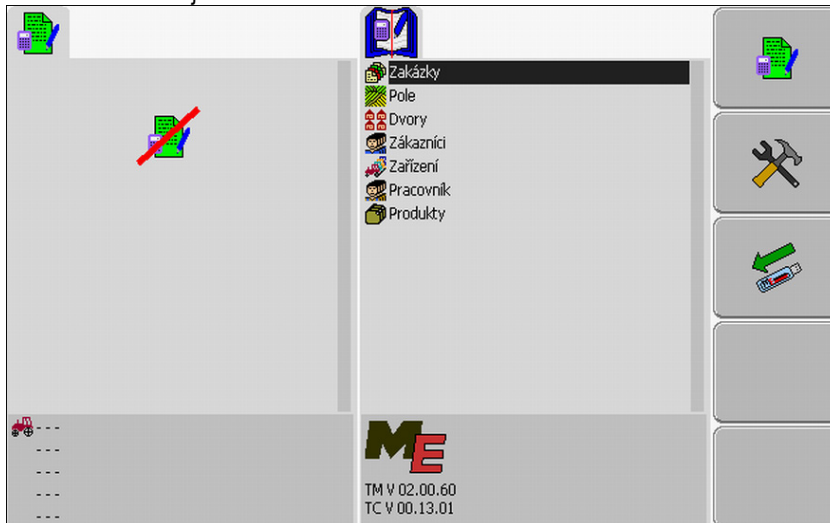 Zakázky
Pole
Dvory
Zákazníci
Zařízení
Pracovník
Produkty
---
---
---
---
---
ME
TM V 02.00.60
TC V 00.13.01